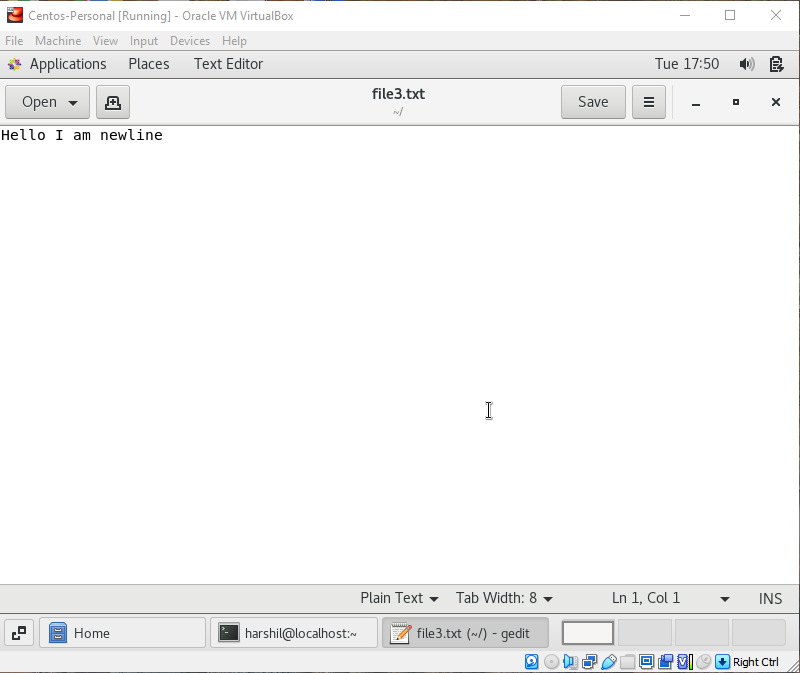 Centos-Personal [Running] - Oracle VM VirtualBox
File Machine View Input Devices Help
Applications Places Text Editor Tue 17:50
Open file3.txt Save
~/
Hello I am newline
Plain Text Tab Width: 8 Ln 1, Col 1 INS
Home harshil@localhost:~ file3.txt (~/) - gedit
Right Ctrl